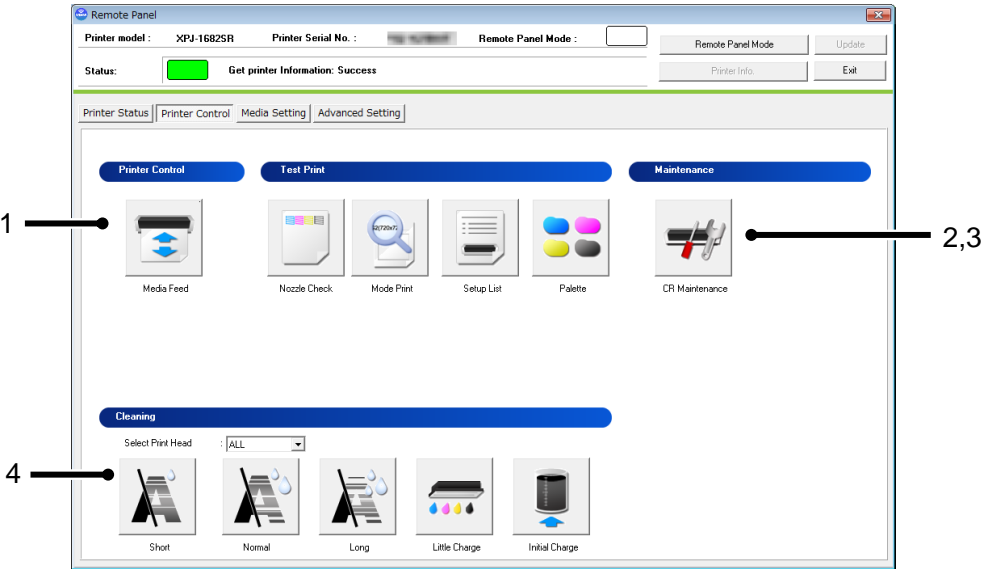 Remote Panel
Printer model : XPJ-1682SR Printer Serial No. : Remote Panel Mode :
Remote Panel Mode Update
Status: Get printer Information: Success
Printer Info. Exit
Printer Status Printer Control Media Setting Advanced Setting
Printer Control Test Print Maintenance
1
2,3
Media Feed Nozzle Check Mode Print Setup List Palette CR Maintenance
Cleaning
Select Print Head : ALL
4
Short Normal Long Little Charge Initial Charge